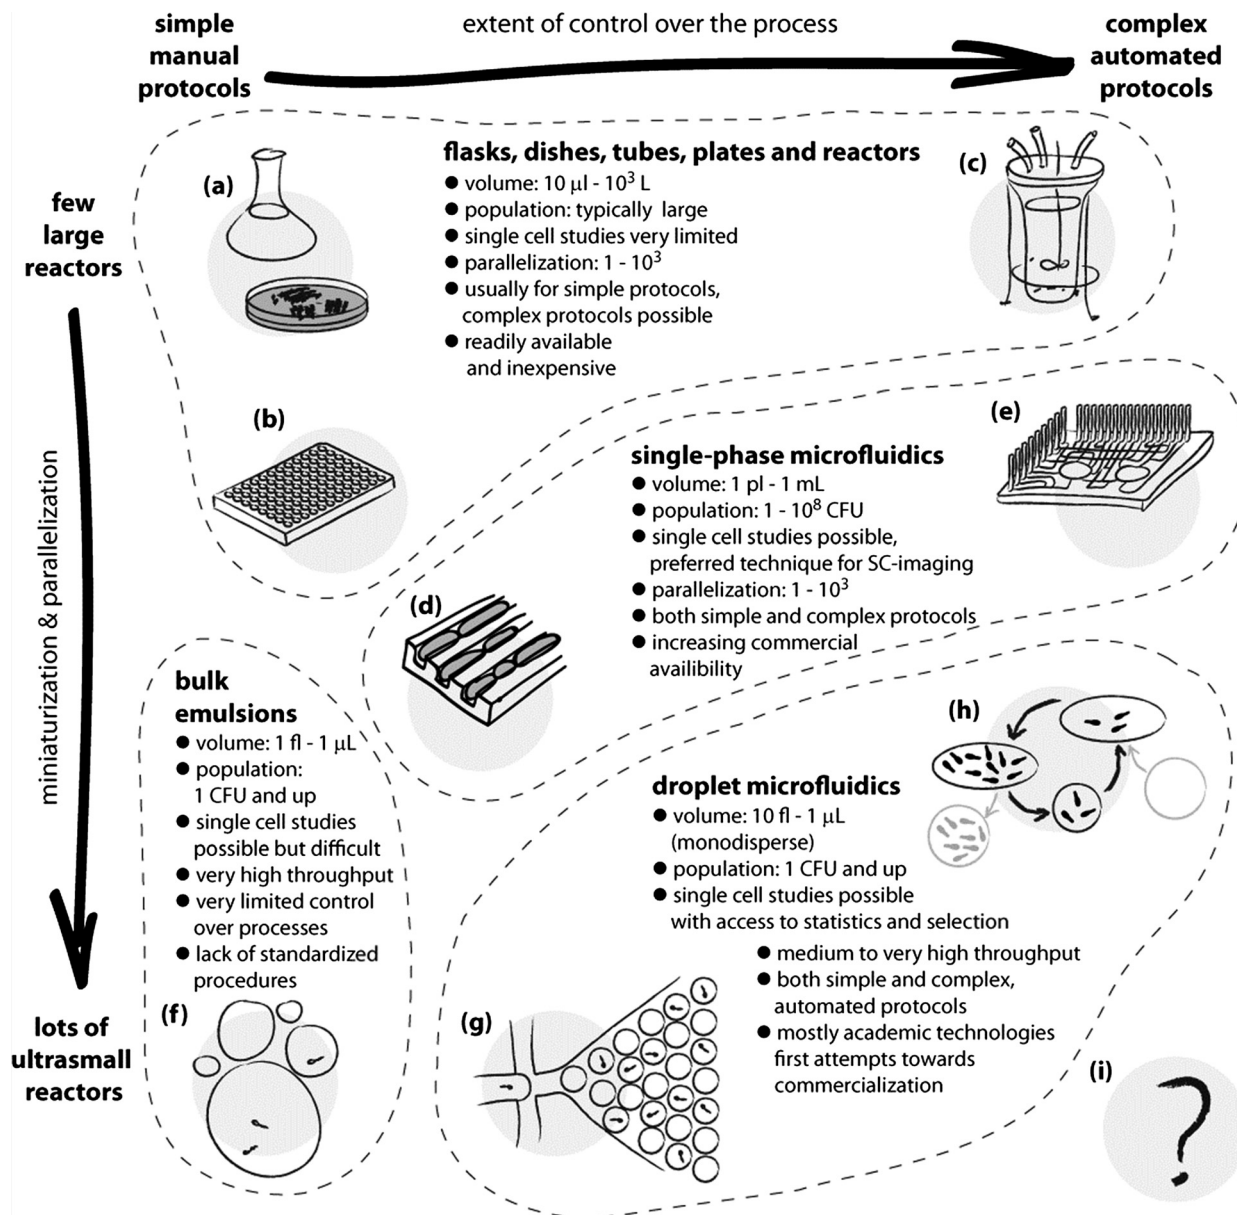 simple
manual
protocols
extent of control over the process
complex
automated
protocols
few
large
reactors
miniaturization & parallelization
lots of
ultrasmall
reactors
(a)
flasks, dishes, tubes, plates and reactors
● volume: 10 µl - 10³ L
● population: typically large
● single cell studies very limited
● parallelization: 1 - 10³
● usually for simple protocols,
complex protocols possible
● readily available
and inexpensive
(c)
(b)
(e)
single-phase microfluidics
● volume: 1 pl - 1 mL
● population: 1 - 10⁸ CFU
● single cell studies possible,
preferred technique for SC-imaging
● parallelization: 1 - 10³
● both simple and complex protocols
● increasing commercial
availibility
(d)
bulk
emulsions
● volume: 1 fl - 1 µL
● population:
1 CFU and up
● single cell studies
possible but difficult
● very high throughput
● very limited control
over processes
● lack of standardized
procedures
(f)
(h)
droplet microfluidics
● volume: 10 fl - 1 µL
(monodisperse)
● population: 1 CFU and up
● single cell studies possible
with access to statistics and selection
● medium to very high throughput
● both simple and complex,
automated protocols
● mostly academic technologies
first attempts towards
commercialization
(g)
(i)
?